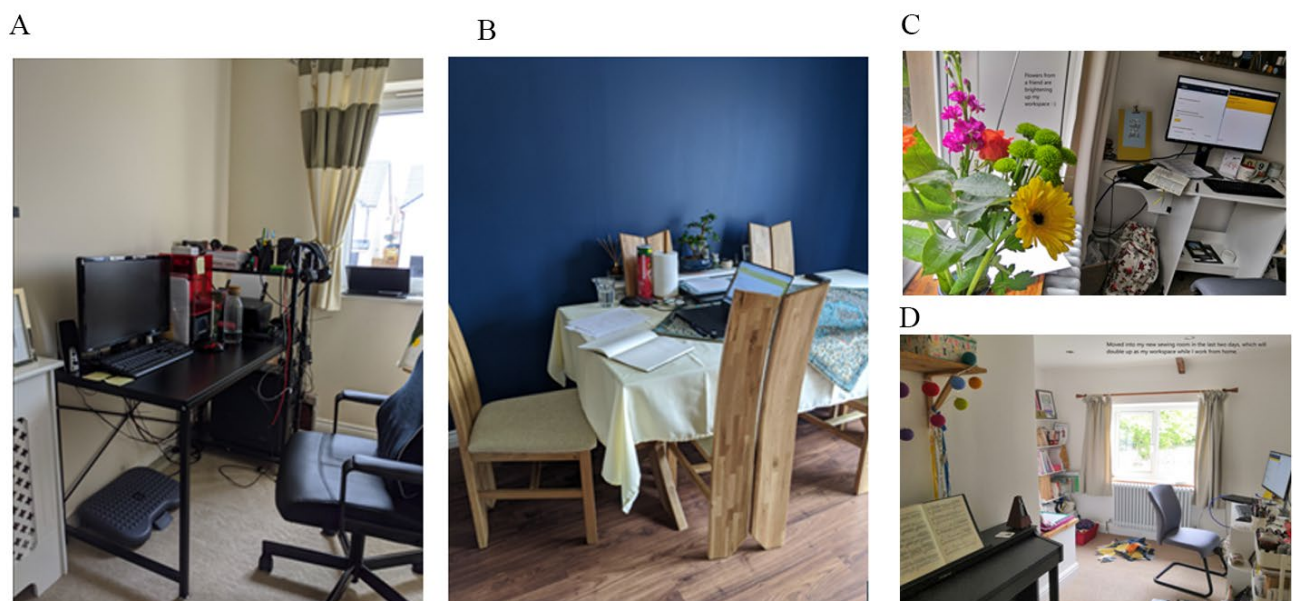 A
B
C
Flowers from
a friend are
brightening
up my
workspace :)
D
Moved into my new sewing room in the last two days, which will
double up as my workspace while I work from home.